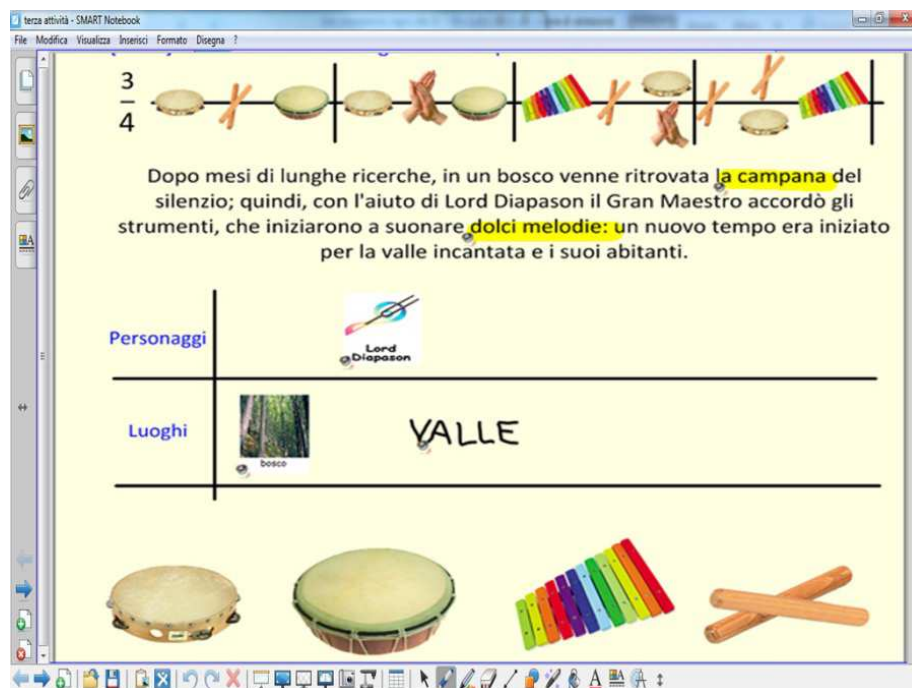 terza attività - SMART Notebook
File Modifica Visualizza Inserisci Formato Disegna ?
3
4
Dopo mesi di lunghe ricerche, in un bosco venne ritrovata la campana del
silenzio; quindi, con l'aiuto di Lord Diapason il Gran Maestro accordò gli
strumenti, che iniziarono a suonare dolci melodie: un nuovo tempo era iniziato
per la valle incantata e i suoi abitanti.
Personaggi
Lord
Diapason
Luoghi
bosco
VALLE